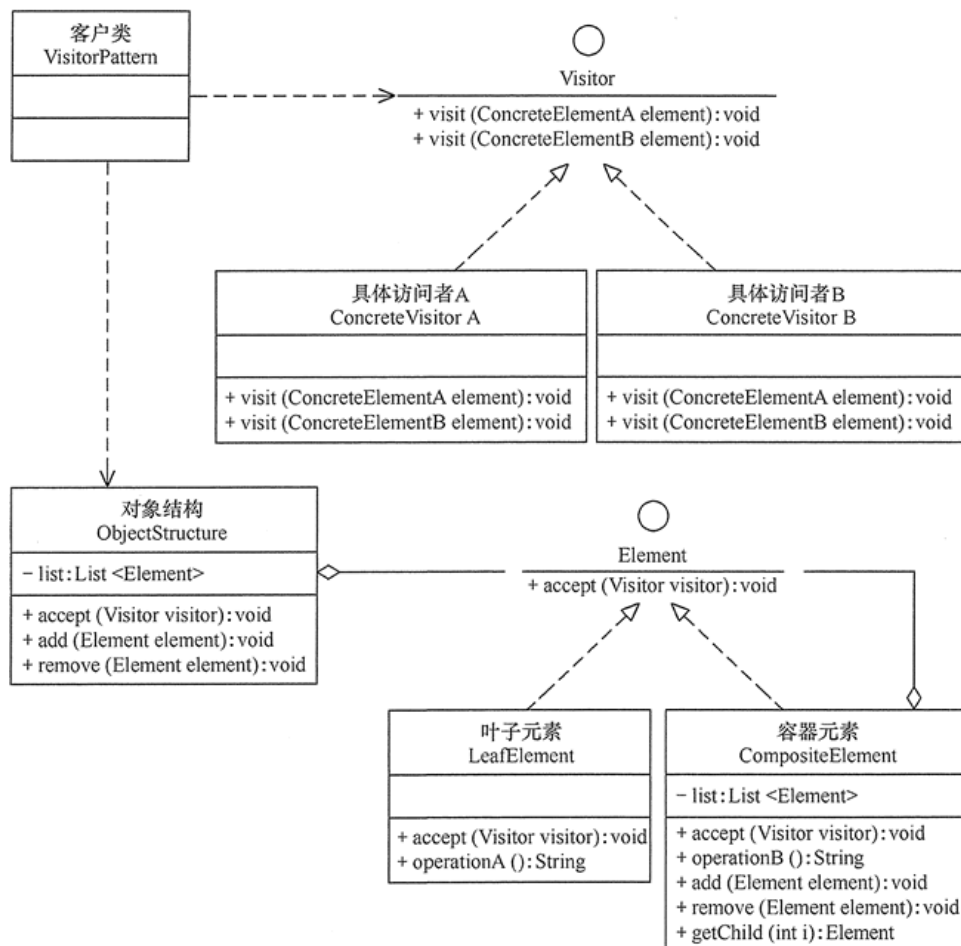 客户类
VisitorPattern
Visitor
+ visit (ConcreteElementA element):void
+ visit (ConcreteElementB element):void
具体访问者A
ConcreteVisitor A
+ visit (ConcreteElementA element):void
+ visit (ConcreteElementB element):void
具体访问者B
ConcreteVisitor B
+ visit (ConcreteElementA element):void
+ visit (ConcreteElementB element):void
对象结构
ObjectStructure
− list:List <Element>
+ accept (Visitor visitor):void
+ add (Element element):void
+ remove (Element element):void
Element
+ accept (Visitor visitor):void
叶子元素
LeafElement
+ accept (Visitor visitor):void
+ operationA ():String
容器元素
CompositeElement
− list:List <Element>
+ accept (Visitor visitor):void
+ operationB ():String
+ add (Element element):void
+ remove (Element element):void
+ getChild (int i):Element